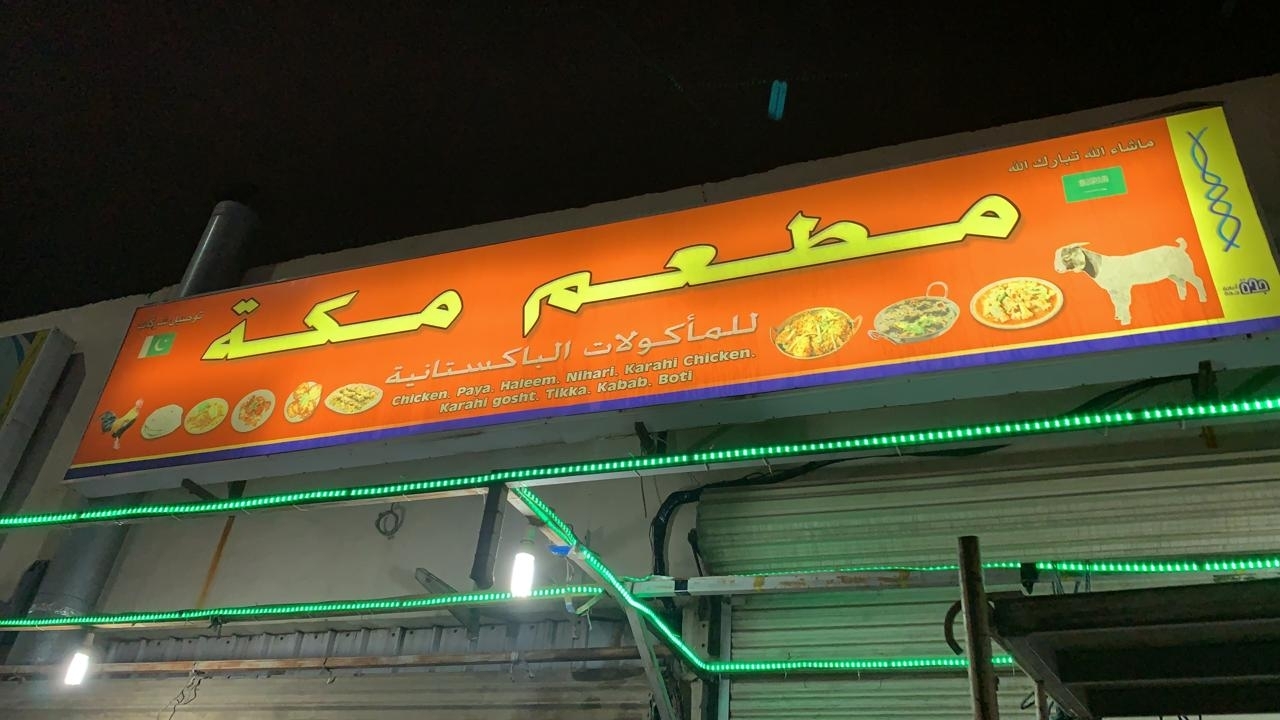 ماشاء الله تبارك الله
مطعم مكة
للمأكولات الباكستانية
Chicken. Paya. Haleem. Nihari. Karahi Chicken.
Karahi gosht. Tikka. Kabab. Boti
جدة